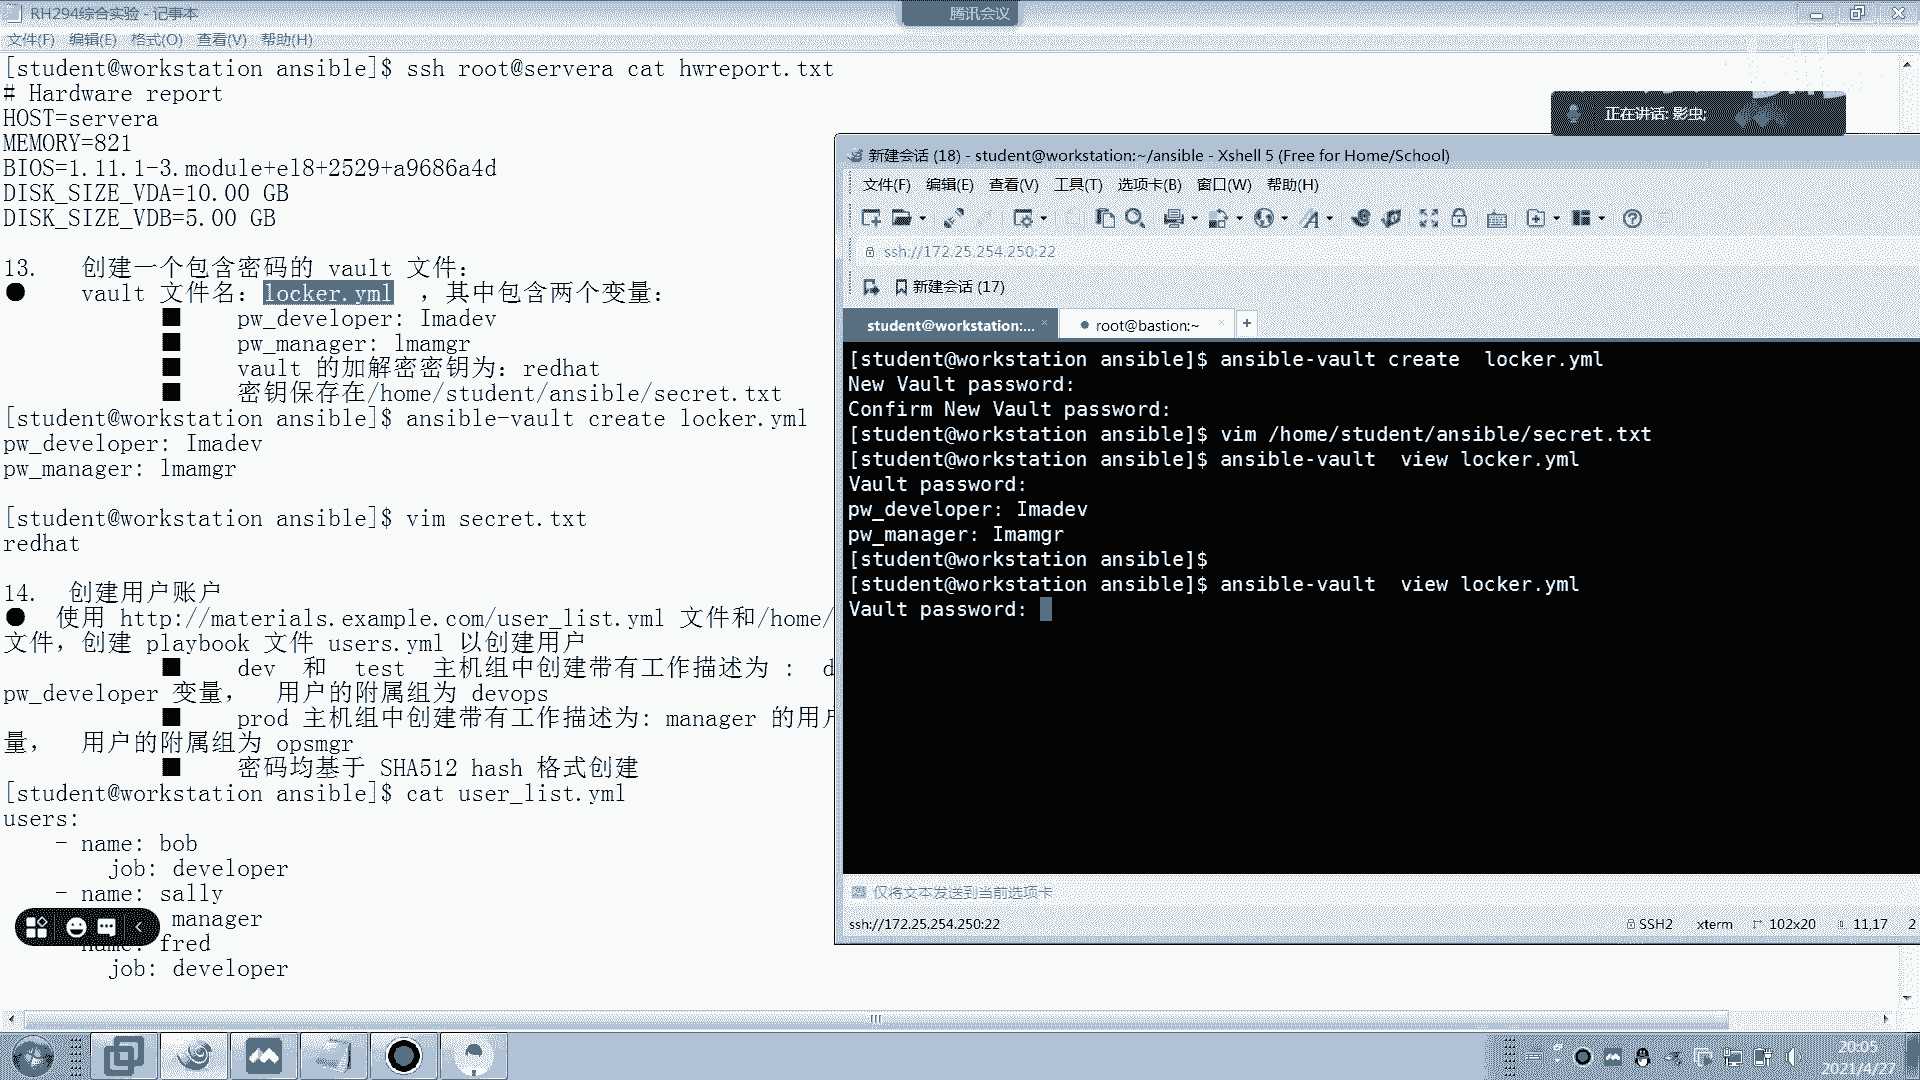 RH294综合实验 - 记事本
腾讯会议
文件(F) 编辑(E) 格式(O) 查看(V) 帮助(H)
[student@workstation ansible]$ ssh root@servera cat hwreport.txt
# Hardware report
HOST=servera
MEMORY=821
BIOS=1.11.1-3.module+el8+2529+a9686a4d
DISK_SIZE_VDA=10.00 GB
DISK_SIZE_VDB=5.00 GB
13. 创建一个包含密码的 vault 文件:
● vault 文件名: locker.yml ,其中包含两个变量:
■ pw_developer: Imadev
■ pw_manager: lmamgr
■ vault 的加解密密钥为: redhat
■ 密钥保存在/home/student/ansible/secret.txt
[student@workstation ansible]$ ansible-vault create locker.yml
pw_developer: Imadev
pw_manager: lmamgr
[student@workstation ansible]$ vim secret.txt
redhat
14. 创建用户账户
● 使用 http://materials.example.com/user_list.yml 文件和/home/
文件, 创建 playbook 文件 users.yml 以创建用户
■ dev 和 test 主机组中创建带有工作描述为 : d
pw_developer 变量, 用户的附属组为 devops
■ prod 主机组中创建带有工作描述为: manager 的用户
量, 用户的附属组为 opsmgr
■ 密码均基于 SHA512 hash 格式创建
[student@workstation ansible]$ cat user_list.yml
users:
- name: bob
job: developer
- name: sally
manager
name: fred
job: developer
正在讲话: 影虫;
新建会话 (18) - student@workstation:~/ansible - Xshell 5 (Free for Home/School)
文件(F) 编辑(E) 查看(V) 工具(T) 选项卡(B) 窗口(W) 帮助(H)
ssh://172.25.254.250:22
新建会话 (17)
student@workstation:... × root@bastion:~ × +
[student@workstation ansible]$ ansible-vault create  locker.yml
New Vault password:
Confirm New Vault password:
[student@workstation ansible]$ vim /home/student/ansible/secret.txt
[student@workstation ansible]$ ansible-vault  view locker.yml
Vault password:
pw_developer: Imadev
pw_manager: Imamgr
[student@workstation ansible]$
[student@workstation ansible]$ ansible-vault  view locker.yml
Vault password:
仅将文本发送到当前选项卡
ssh://172.25.254.250:22 SSH2 xterm 102x20 11,17 2
20:05
2021/4/27